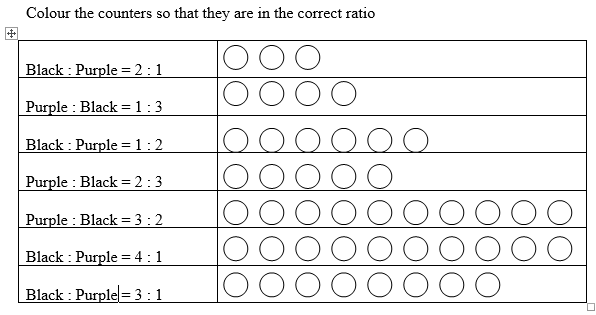 Colour the counters so that they are in the correct ratio
Black : Purple = 2 : 1
Purple : Black = 1 : 3
Black : Purple = 1 : 2
Purple : Black = 2 : 3
Purple : Black = 3 : 2
Black : Purple = 4 : 1
Black : Purple = 3 : 1